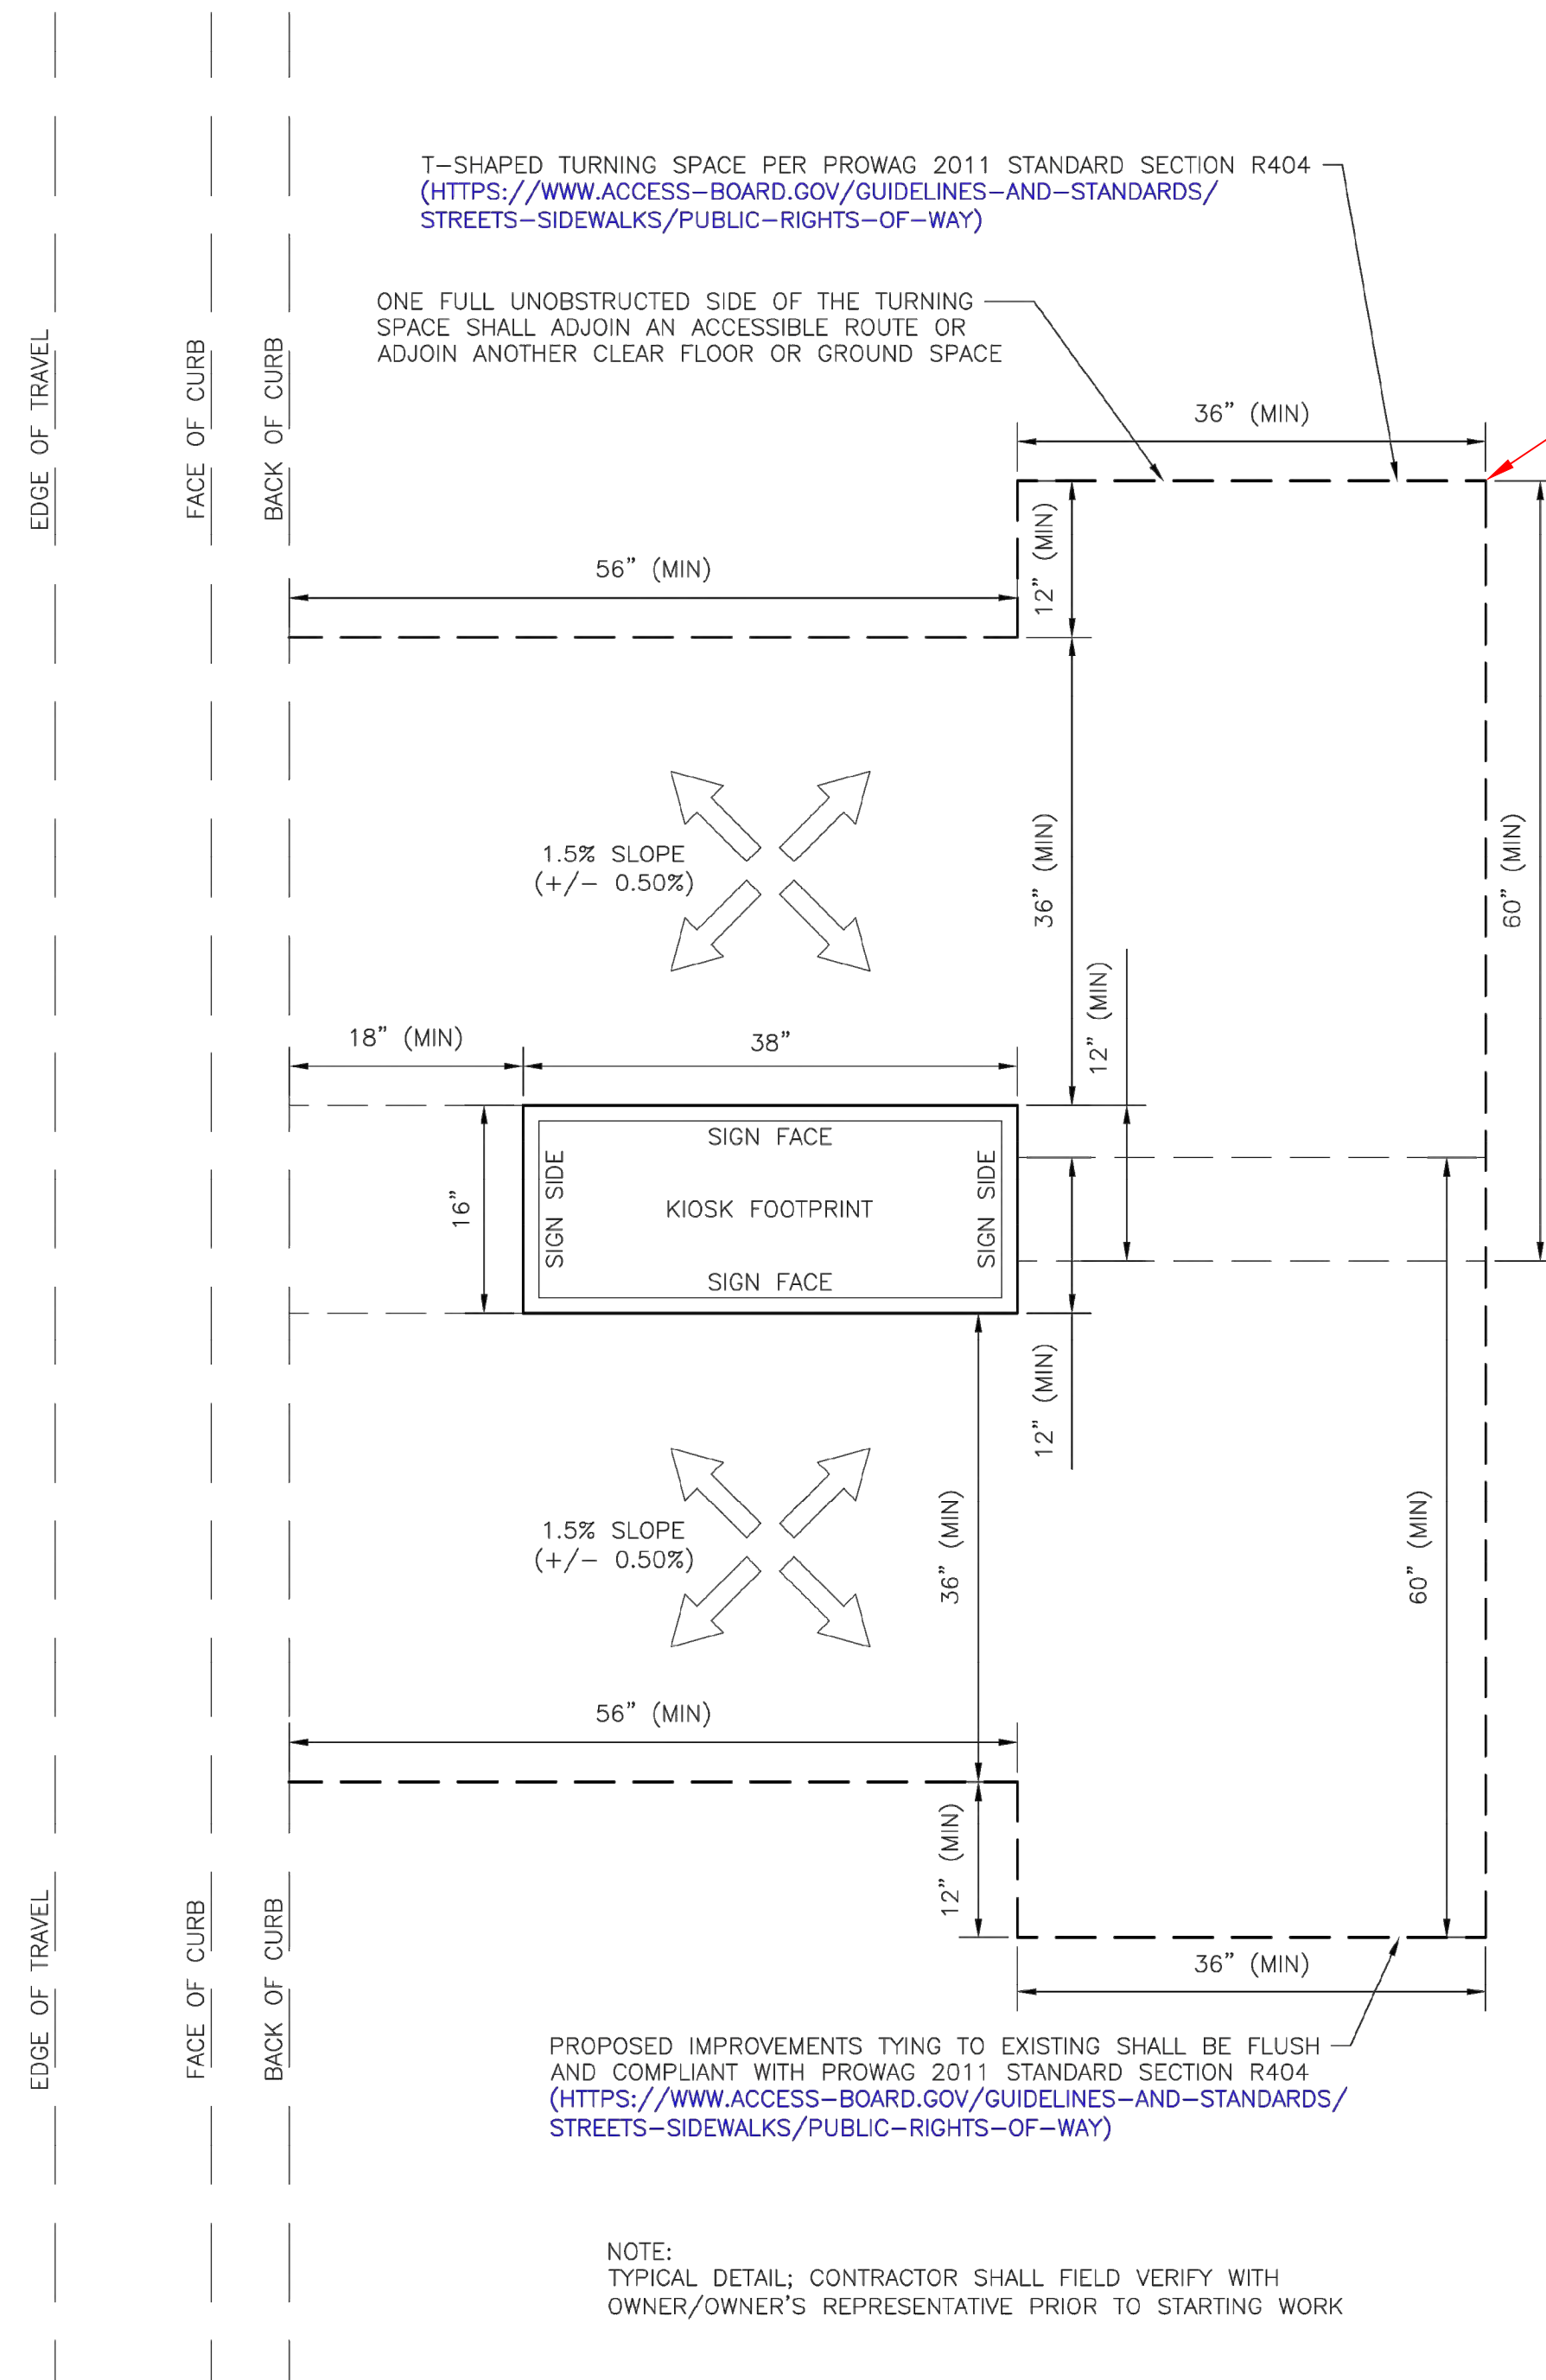 T-SHAPED TURNING SPACE PER PROWAG 2011 STANDARD SECTION R404
(HTTPS://WWW.ACCESS-BOARD.GOV/GUIDELINES-AND-STANDARDS/
STREETS-SIDEWALKS/PUBLIC-RIGHTS-OF-WAY)
ONE FULL UNOBSTRUCTED SIDE OF THE TURNING
SPACE SHALL ADJOIN AN ACCESSIBLE ROUTE OR
ADJOIN ANOTHER CLEAR FLOOR OR GROUND SPACE
EDGE OF TRAVEL
FACE OF CURB
BACK OF CURB
36" (MIN)
12" (MIN)
56" (MIN)
1.5% SLOPE
(+/- 0.50%)
36" (MIN)
60" (MIN)
12" (MIN)
18" (MIN)
38"
16"
SIGN FACE
SIGN SIDE
KIOSK FOOTPRINT
SIGN SIDE
SIGN FACE
12" (MIN)
36" (MIN)
60" (MIN)
1.5% SLOPE
(+/- 0.50%)
56" (MIN)
12" (MIN)
36" (MIN)
EDGE OF TRAVEL
FACE OF CURB
BACK OF CURB
PROPOSED IMPROVEMENTS TYING TO EXISTING SHALL BE FLUSH
AND COMPLIANT WITH PROWAG 2011 STANDARD SECTION R404
(HTTPS://WWW.ACCESS-BOARD.GOV/GUIDELINES-AND-STANDARDS/
STREETS-SIDEWALKS/PUBLIC-RIGHTS-OF-WAY)
NOTE:
TYPICAL DETAIL; CONTRACTOR SHALL FIELD VERIFY WITH
OWNER/OWNER'S REPRESENTATIVE PRIOR TO STARTING WORK